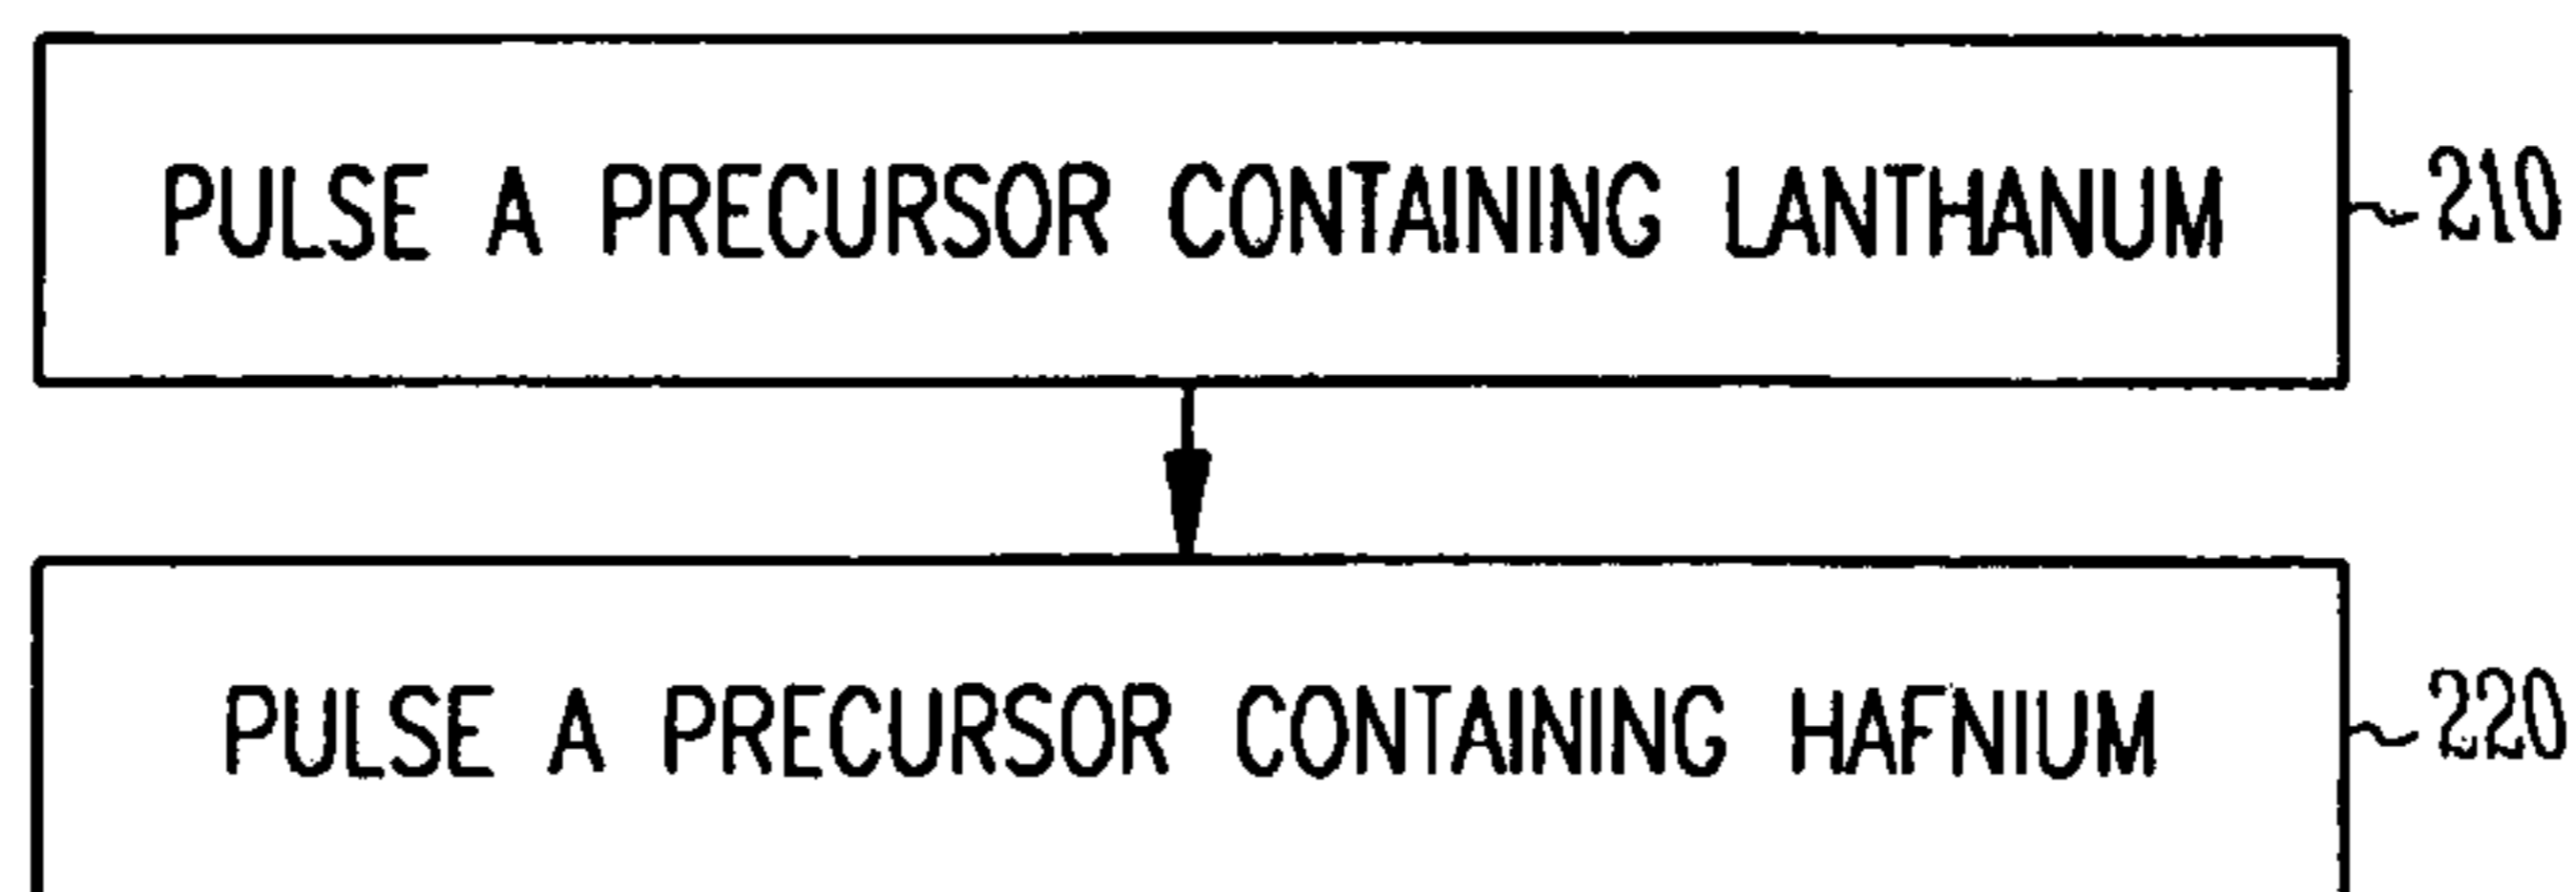 PULSE A PRECURSOR CONTAINING LANTHANUM 210
PULSE A PRECURSOR CONTAINING HAFNIUM 220